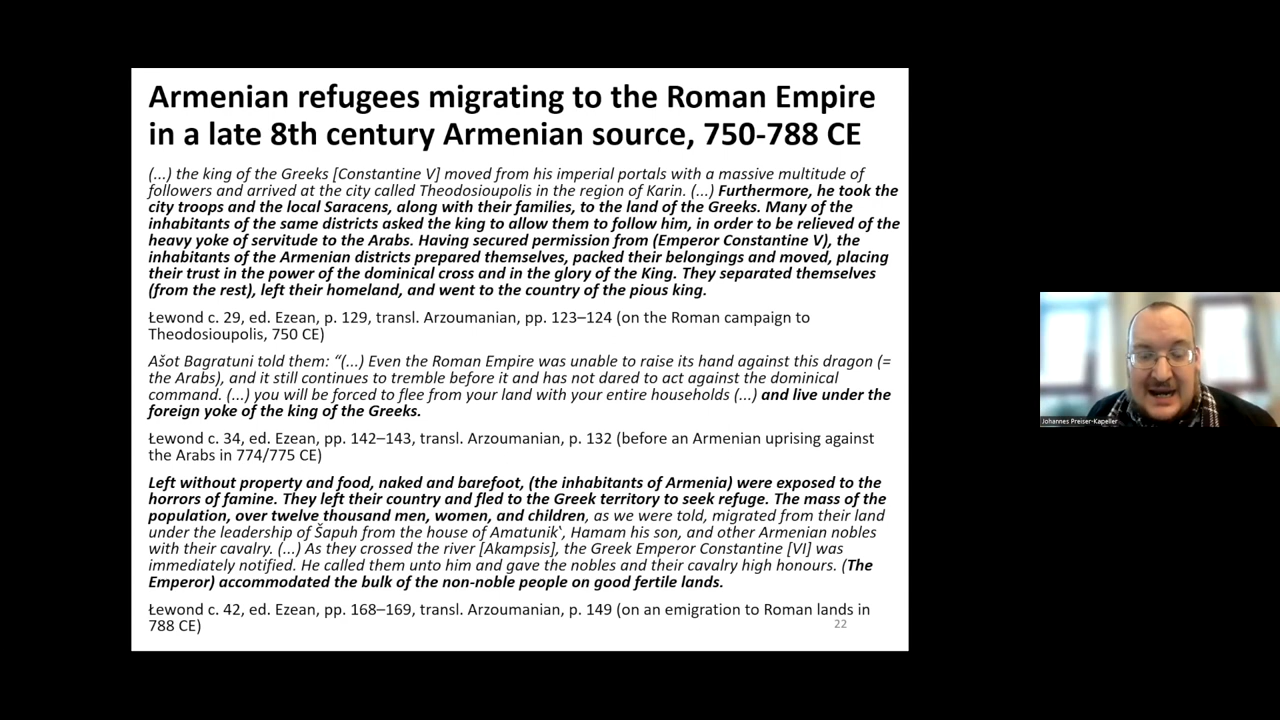 Armenian refugees migrating to the Roman Empire
in a late 8th century Armenian source, 750-788 CE
(...) the king of the Greeks [Constantine V] moved from his imperial portals with a massive multitude of
followers and arrived at the city called Theodosioupolis in the region of Karin. (...) Furthermore, he took the
city troops and the local Saracens, along with their families, to the land of the Greeks. Many of the
inhabitants of the same districts asked the king to allow them to follow him, in order to be relieved of the
heavy yoke of servitude to the Arabs. Having secured permission from (Emperor Constantine V), the
inhabitants of the Armenian districts prepared themselves, packed their belongings and moved, placing
their trust in the power of the dominical cross and in the glory of the King. They separated themselves
(from the rest), left their homeland, and went to the country of the pious king.
Łewond c. 29, ed. Ezean, p. 129, transl. Arzoumanian, pp. 123–124 (on the Roman campaign to
Theodosioupolis, 750 CE)
Ašot Bagratuni told them: “(...) Even the Roman Empire was unable to raise its hand against this dragon (=
the Arabs), and it still continues to tremble before it and has not dared to act against the dominical
command. (...) you will be forced to flee from your land with your entire households (...) and live under the
foreign yoke of the king of the Greeks.
Łewond c. 34, ed. Ezean, pp. 142–143, transl. Arzoumanian, p. 132 (before an Armenian uprising against
the Arabs in 774/775 CE)
Left without property and food, naked and barefoot, (the inhabitants of Armenia) were exposed to the
horrors of famine. They left their country and fled to the Greek territory to seek refuge. The mass of the
population, over twelve thousand men, women, and children, as we were told, migrated from their land
under the leadership of Šapuh from the house of Amatunikʿ, Hamam his son, and other Armenian nobles
with their cavalry. (...) As they crossed the river [Akampsis], the Greek Emperor Constantine [VI] was
immediately notified. He called them unto him and gave the nobles and their cavalry high honours. (The
Emperor) accommodated the bulk of the non-noble people on good fertile lands.
Łewond c. 42, ed. Ezean, pp. 168–169, transl. Arzoumanian, p. 149 (on an emigration to Roman lands in
788 CE)
22
Johannes Preiser-Kapeller